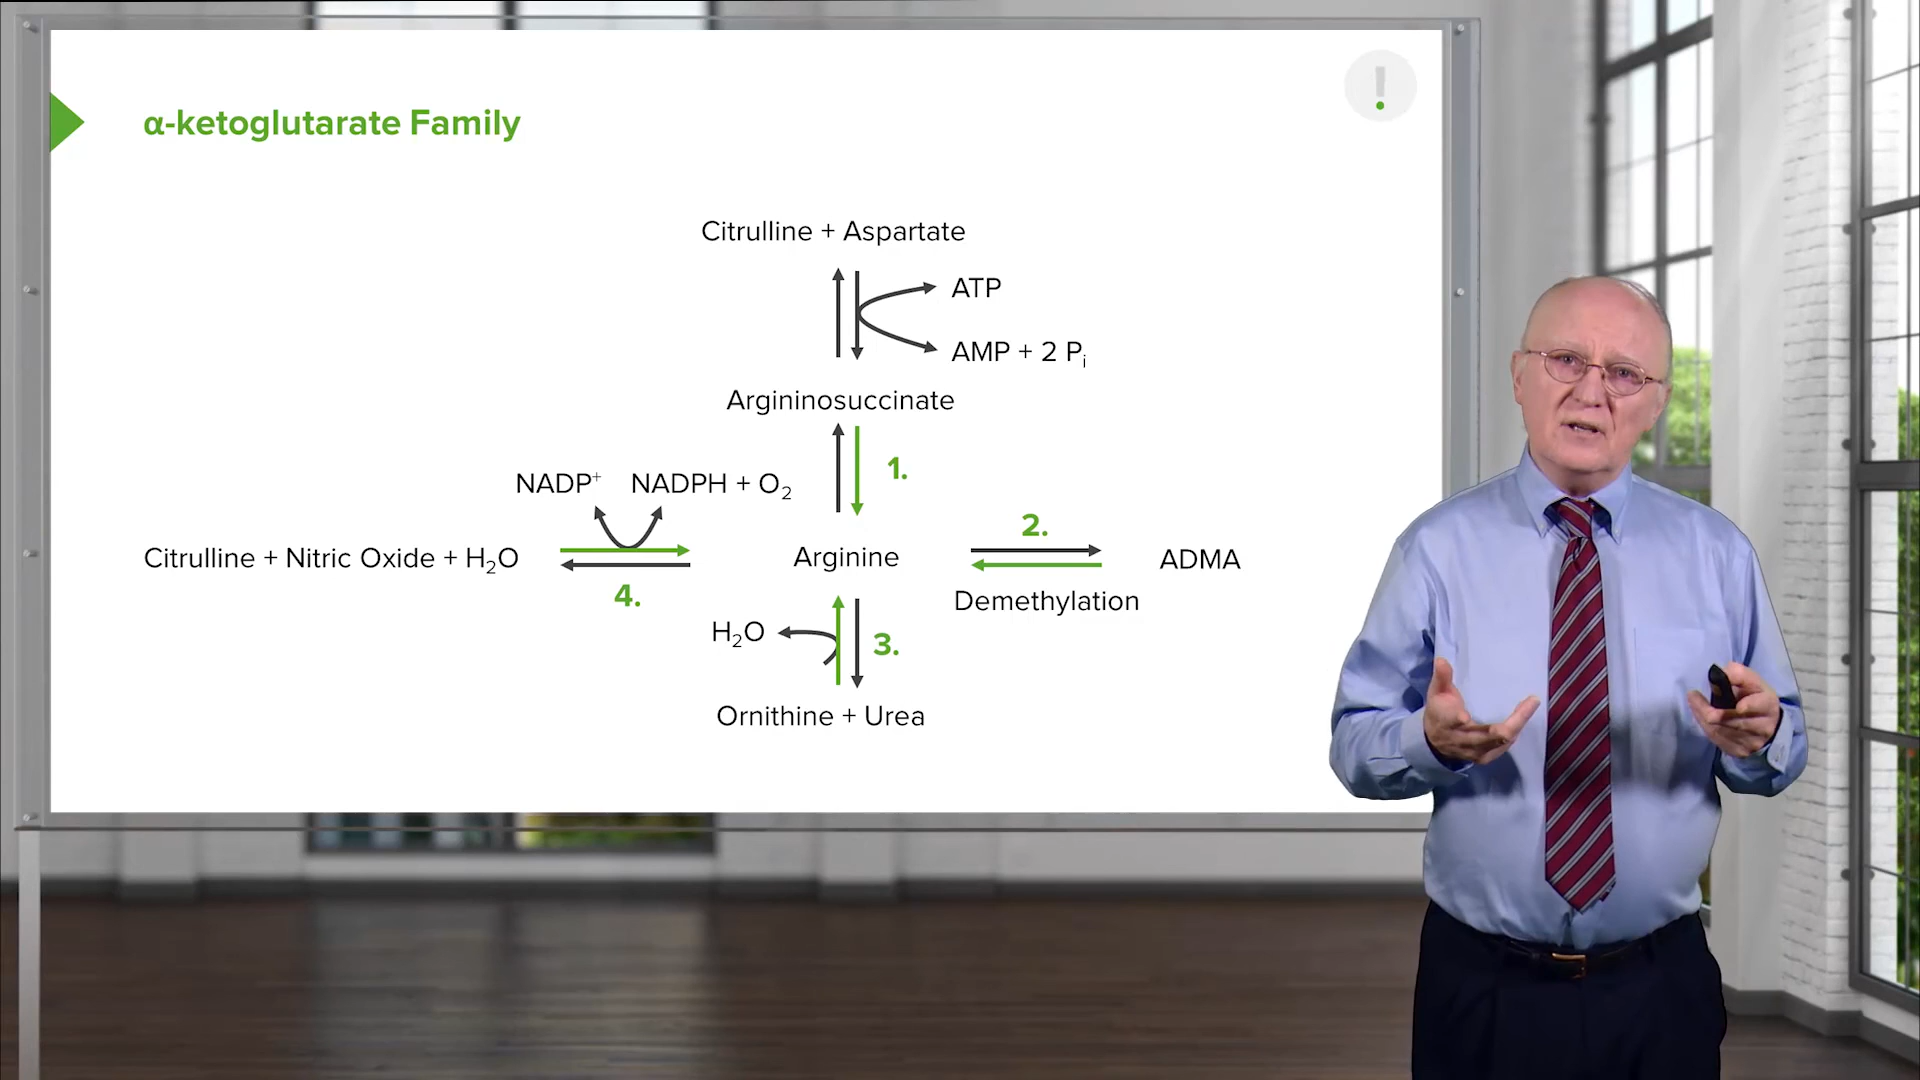 α-ketoglutarate Family
Citrulline + Aspartate
ATP
AMP + 2 Pᵢ
Argininosuccinate
1.
NADP⁺ NADPH + O₂
2.
Citrulline + Nitric Oxide + H₂O
Arginine
ADMA
4.
Demethylation
H₂O
3.
Ornithine + Urea